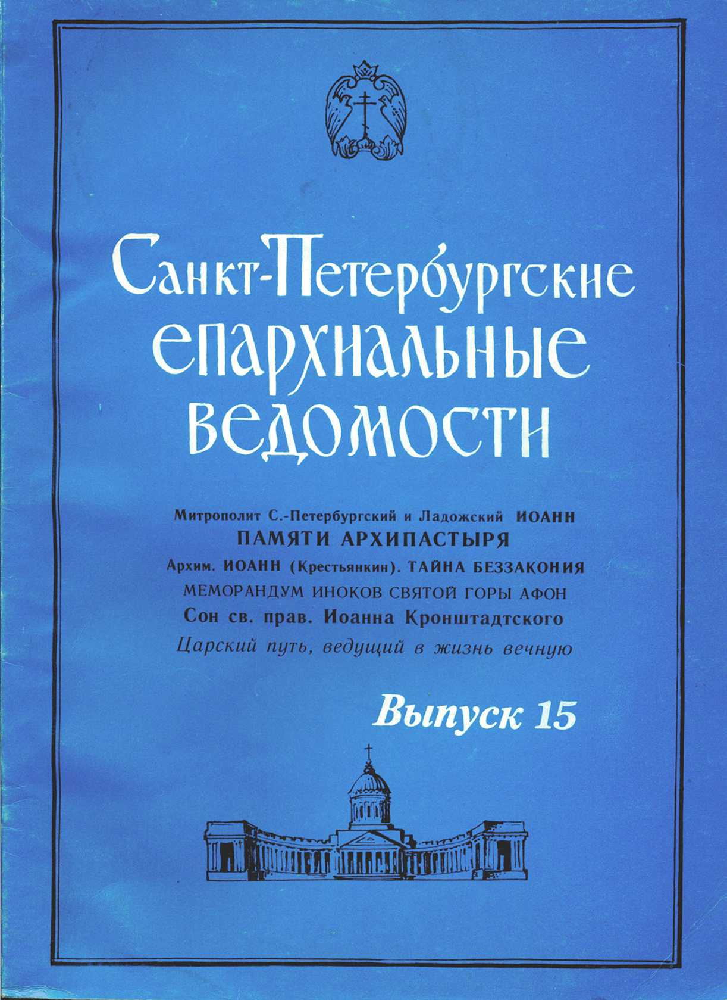 Санкт-Петербургские
епархиальные
ведомости
Митрополит С.-Петербургский и Ладожский ИОАНН
ПАМЯТИ АРХИПАСТЫРЯ
Архим. ИОАНН (Крестьянкин). ТАЙНА БЕЗЗАКОНИЯ
МЕМОРАНДУМ ИНОКОВ СВЯТОЙ ГОРЫ АФОН
Сон св. прав. Иоанна Кронштадтского
Царский путь, ведущий в жизнь вечную
Выпуск 15